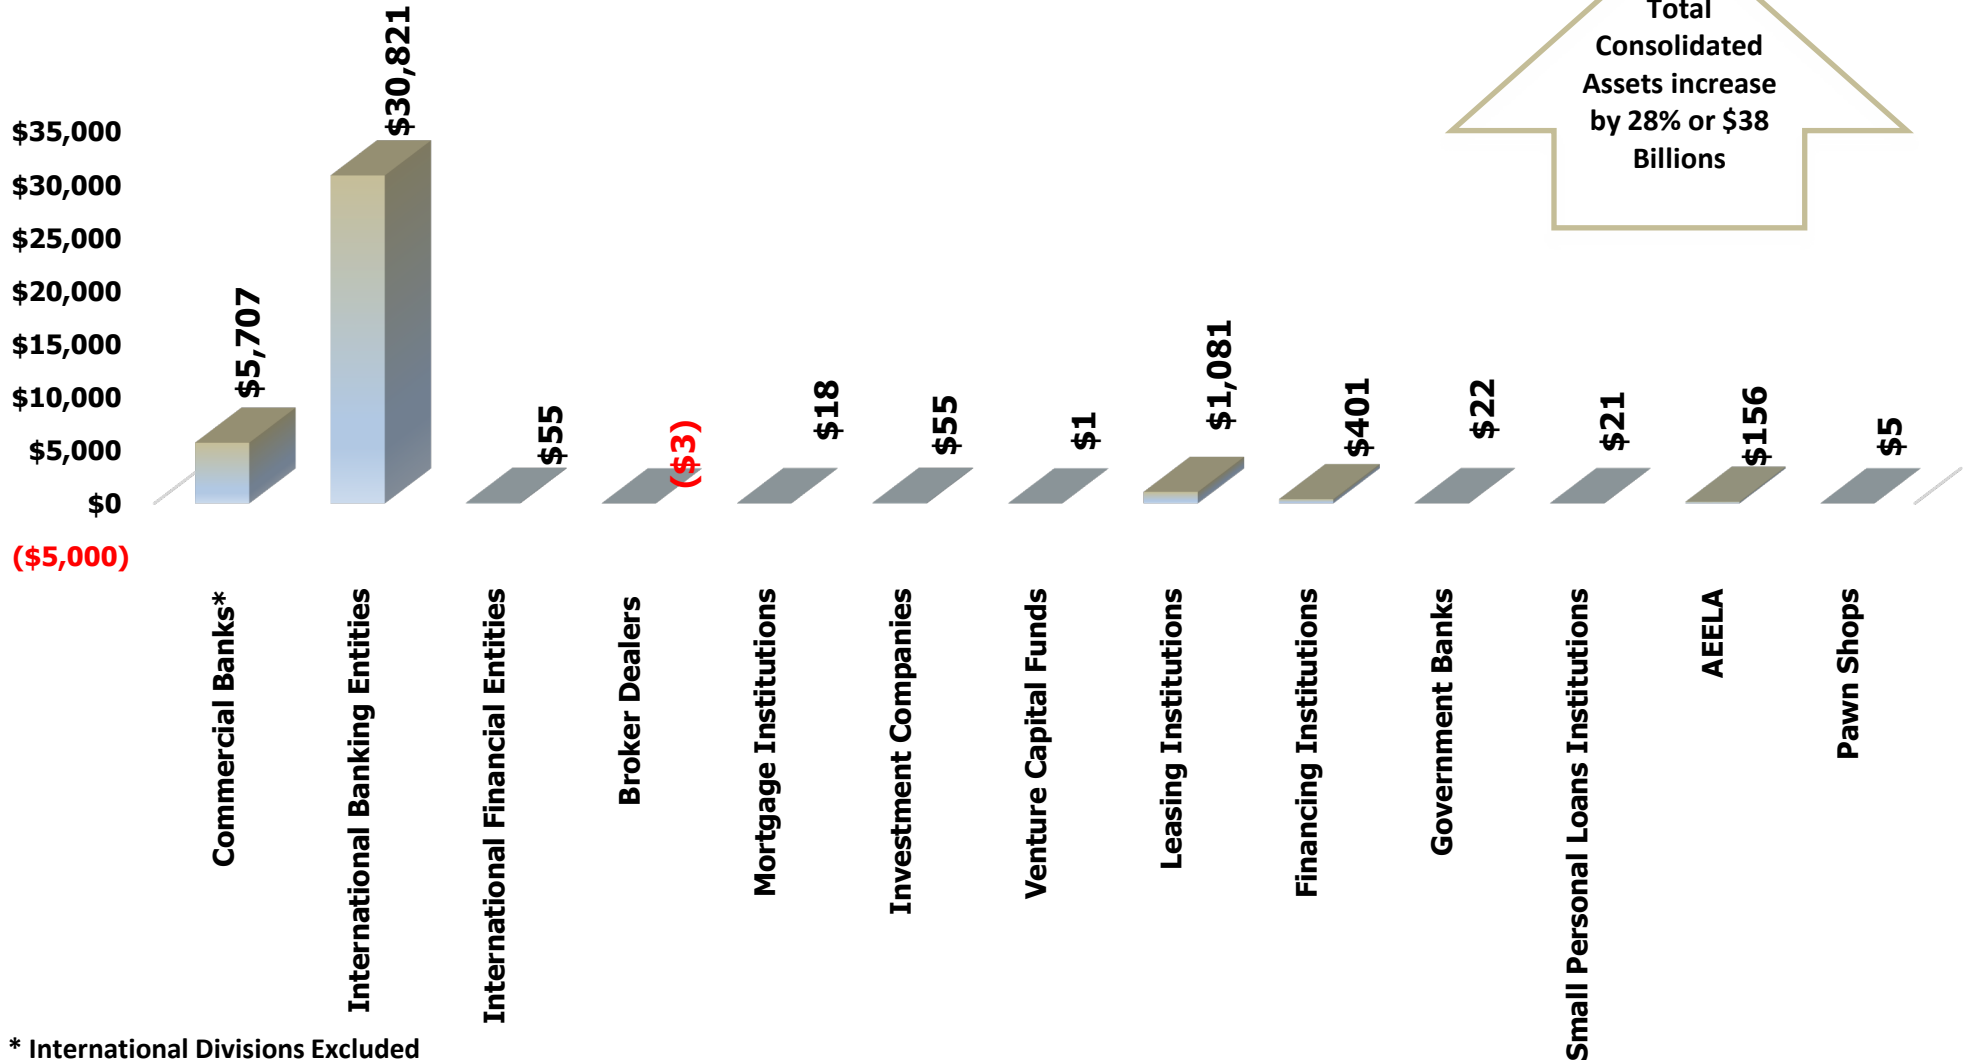 Total
Consolidated
Assets increase
by 28% or $38
Billions
$35,000
$30,000
$25,000
$20,000
$15,000
$10,000
$5,000
$0
($5,000)
$5,707
$30,821
$55
($3)
$18
$55
$1
$1,081
$401
$22
$21
$156
$5
Commercial Banks*
International Banking Entities
International Financial Entities
Broker Dealers
Mortgage Institutions
Investment Companies
Venture Capital Funds
Leasing Institutions
Financing Institutions
Government Banks
Small Personal Loans Institutions
AEELA
Pawn Shops
* International Divisions Excluded